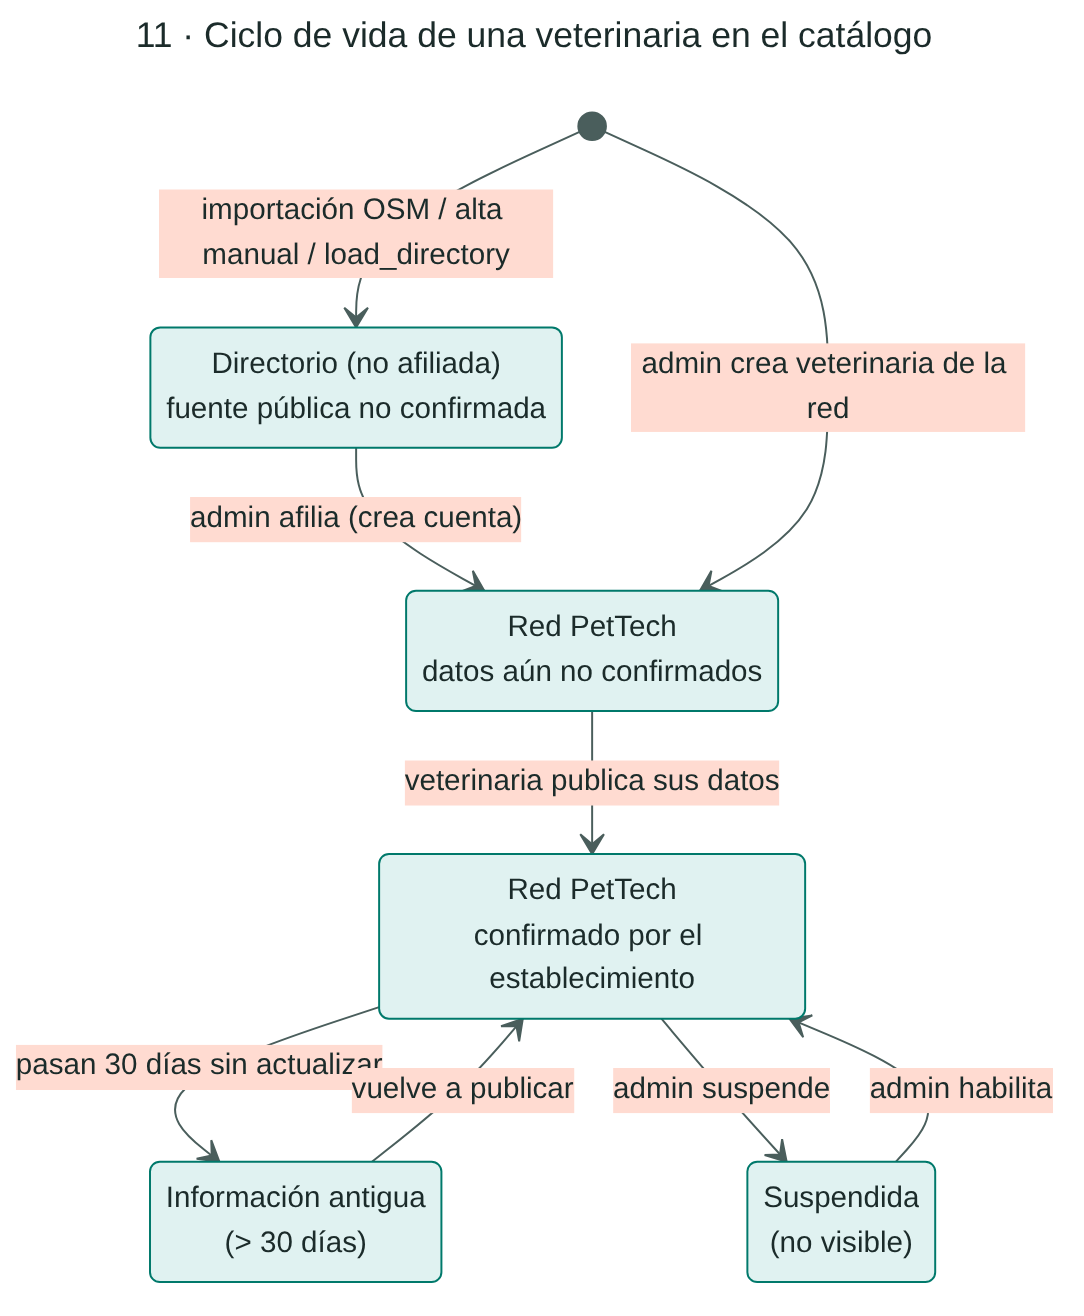 11 · Ciclo de vida de una veterinaria en el catálogo
importación OSM / alta
manual / load_directory
Directorio (no afiliada)
fuente pública no confirmada
admin crea veterinaria de la
red
admin afilia (crea cuenta)
Red PetTech
datos aún no confirmados
veterinaria publica sus datos
Red PetTech
confirmado por el
establecimiento
pasan 30 días sin actualizar
vuelve a publicar
admin suspende
admin habilita
Información antigua
(> 30 días)
Suspendida
(no visible)